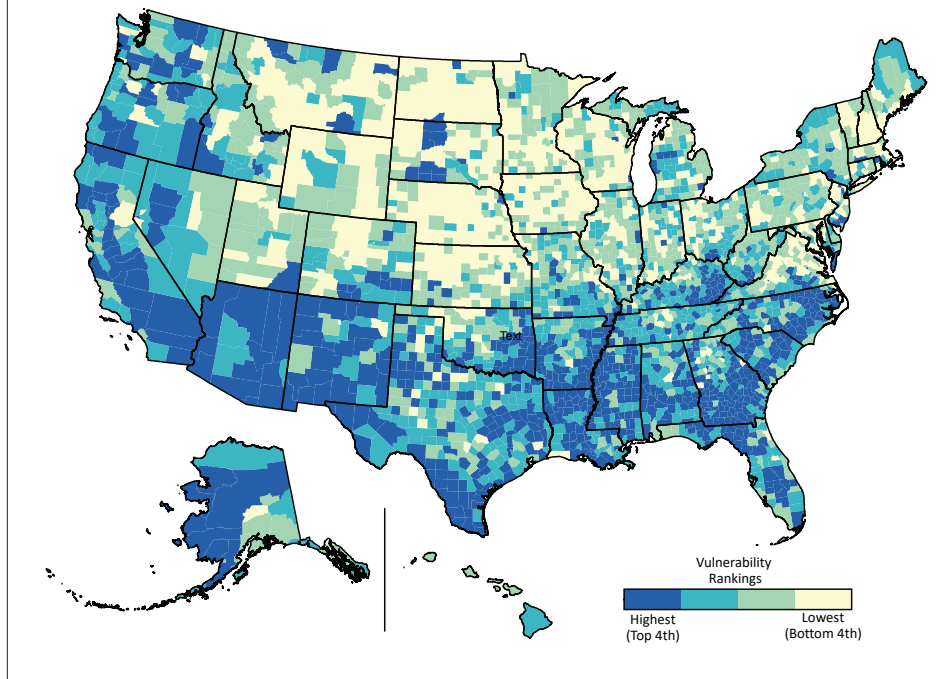 Text
Vulnerability
Rankings
Highest
(Top 4th)
Lowest
(Bottom 4th)